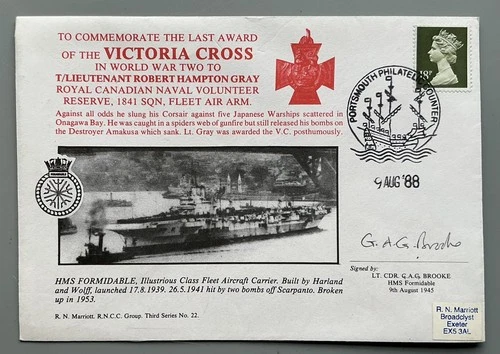 TO COMMEMORATE THE LAST AWARD
OF THE VICTORIA CROSS
IN WORLD WAR TWO TO
T/LIEUTENANT ROBERT HAMPTON GRAY
ROYAL CANADIAN NAVAL VOLUNTEER
RESERVE, 1841 SQN, FLEET AIR ARM.
Against all odds he slung his Corsair against five Japanese Warships scattered in
Onagawa Bay. He was caught in a spiders web of gunfire but still released his bombs on
the Destroyer Amakusa which sank. Lt. Gray was awarded the V.C. posthumously.
18P
PORTSMOUTH PHILATELIC COUNTER
9 AUG '88
G.A.G. Brooke
Signed by:
LT. CDR. G.A.G. BROOKE
HMS Formidable
9th August 1945
HMS FORMIDABLE, Illustrious Class Fleet Aircraft Carrier. Built by Harland
and Wolff, launched 17.8.1939. 26.5.1941 hit by two bombs off Scarpanto. Broken
up in 1953.
R. N. Marriott. R.N.C.C. Group. Third Series No. 22.
R. N. Marriott
Broadclyst
Exeter
EX5 3AL